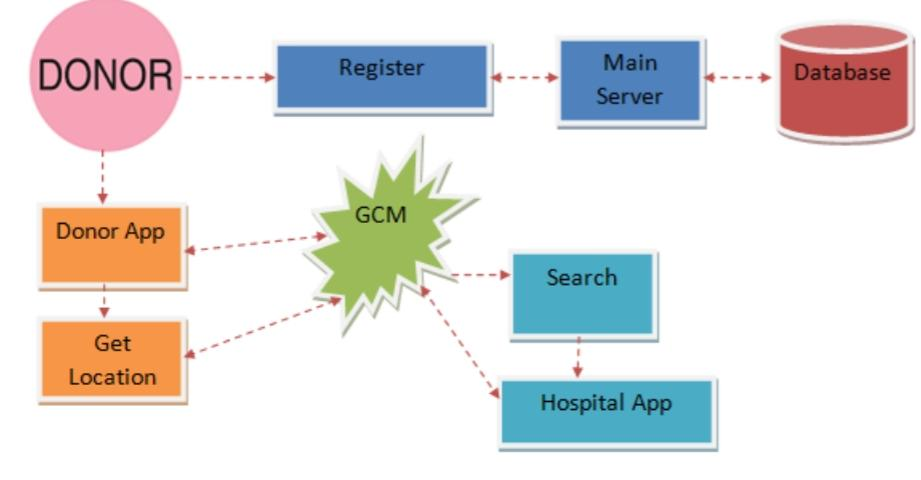 DONOR
Register
Main
Server
Database
Donor App
GCM
Get
Location
Search
Hospital App